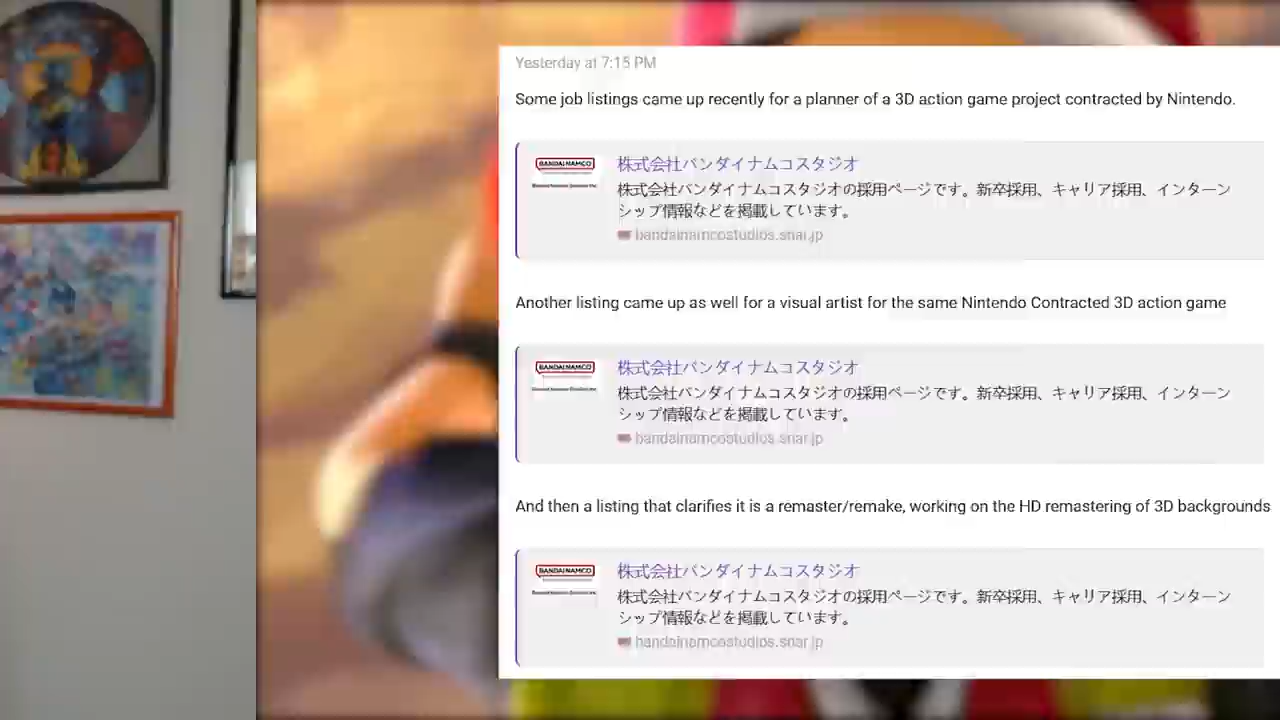 Yesterday at 7:15 PM
Some job listings came up recently for a planner of a 3D action game project contracted by Nintendo.
BANDAI NAMCO
株式会社バンダイナムコスタジオ
株式会社バンダイナムコスタジオの採用ページです。新卒採用、キャリア採用、インターン
シップ情報などを掲載しています。
bandainamcostudios.snar.jp
Another listing came up as well for a visual artist for the same Nintendo Contracted 3D action game
BANDAI NAMCO
株式会社バンダイナムコスタジオ
株式会社バンダイナムコスタジオの採用ページです。新卒採用、キャリア採用、インターン
シップ情報などを掲載しています。
bandainamcostudios.snar.jp
And then a listing that clarifies it is a remaster/remake, working on the HD remastering of 3D backgrounds
BANDAI NAMCO
株式会社バンダイナムコスタジオ
株式会社バンダイナムコスタジオの採用ページです。新卒採用、キャリア採用、インターン
シップ情報などを掲載しています。
bandainamcostudios.snar.jp